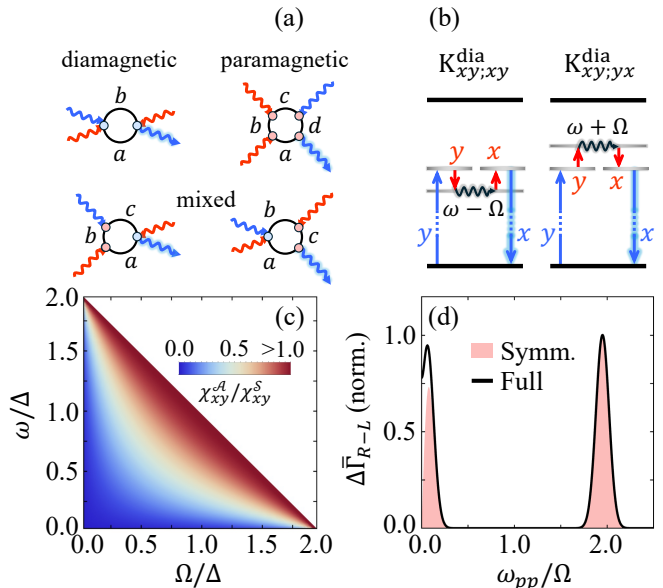 (a)
diamagnetic
paramagnetic
b
a
c
b
d
a
mixed
c
b
a
b
c
a
(b)
K^dia_xy;xy
K^dia_xy;yx
y
x
ω − Ω
y
x
ω + Ω
y
x
y
x
(c)
2.0
1.5
1.0
0.5
0.0
ω/Δ
0.0 0.5 >1.0
χ^𝒜_xy/χ^𝒮_xy
0.0 0.5 1.0 1.5 2.0
Ω/Δ
(d)
1.0
0.5
0.0
ΔΓ̄_R−L (norm.)
Symm.
Full
0.0 1.0 2.0
ω_pp/Ω